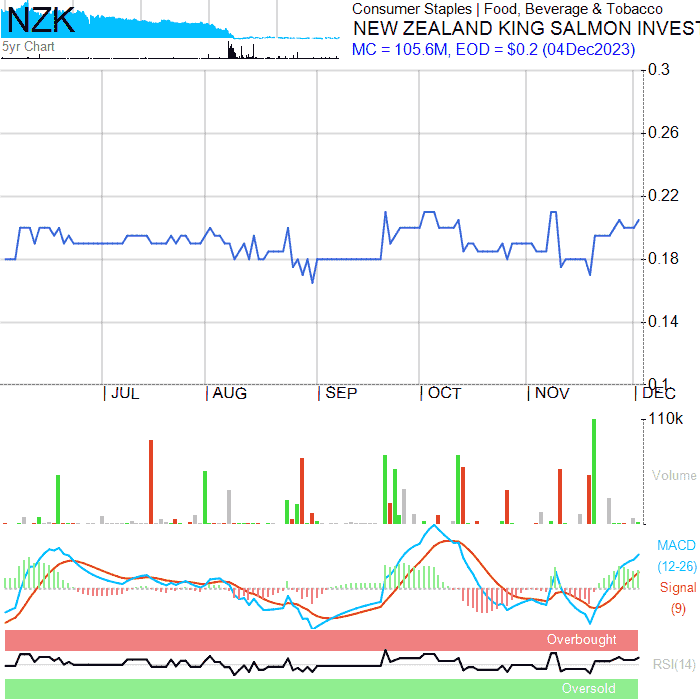 NZK
5yr Chart
Consumer Staples | Food, Beverage & Tobacco
NEW ZEALAND KING SALMON INVEST
MC = 105.6M, EOD = $0.2 (04Dec2023)
0.3
0.26
0.22
0.18
0.14
0.1
JUL
AUG
SEP
OCT
NOV
DEC
110k
Volume
MACD
(12-26)
Signal
(9)
Overbought
RSI(14)
Oversold